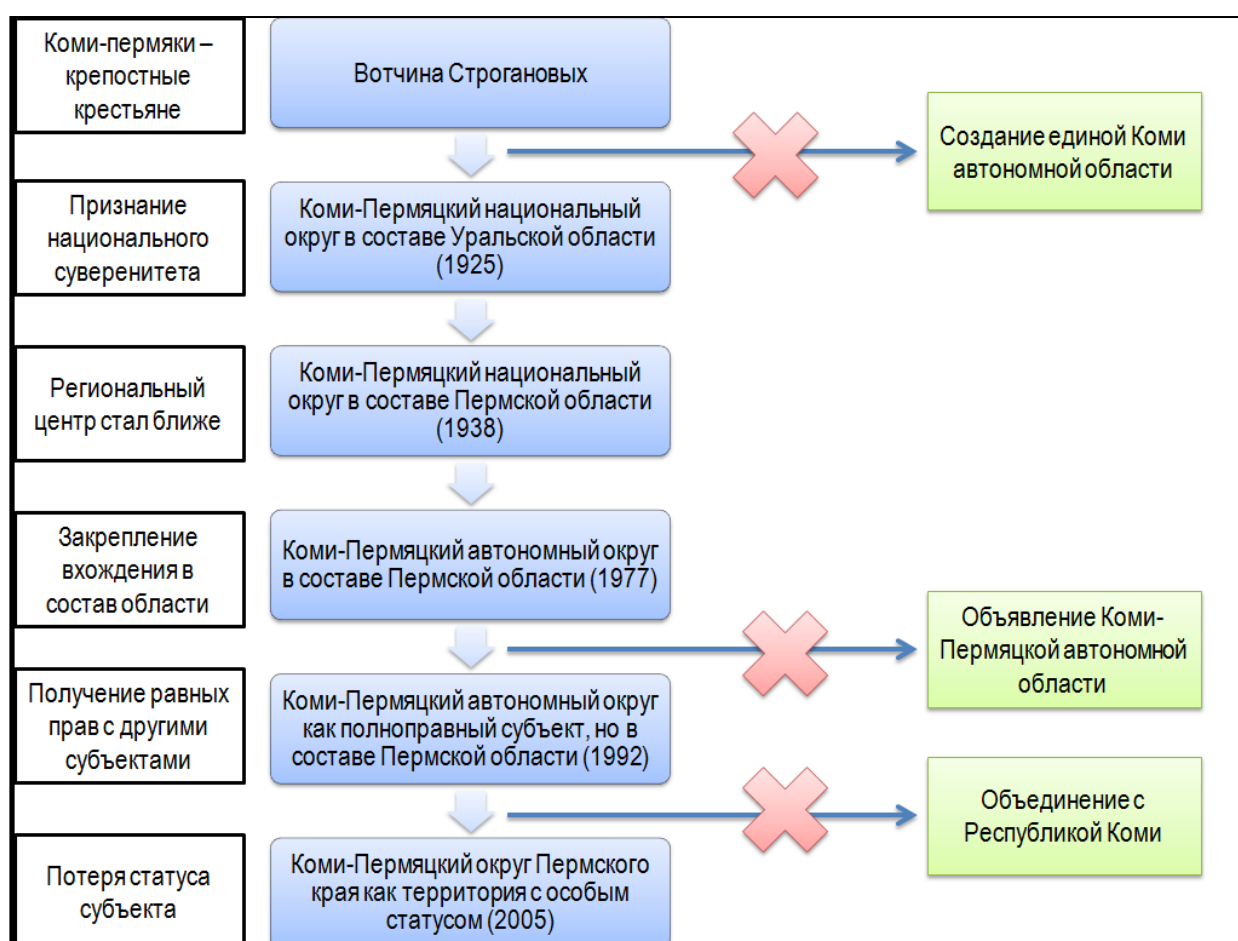 Коми-пермяки –
крепостные
крестьяне
Вотчина Строгановых
Создание единой Коми
автономной области
Признание
национального
суверенитета
Коми-Пермяцкий национальный
округ в составе Уральской области
(1925)
Региональный
центр стал ближе
Коми-Пермяцкий национальный
округ в составе Пермской области
(1938)
Закрепление
вхождения в
состав области
Коми-Пермяцкий автономный округ
в составе Пермской области (1977)
Объявление Коми-
Пермяцкой автономной
области
Получение равных
прав с другими
субъектами
Коми-Пермяцкий автономный округ
как полноправный субъект, но в
составе Пермской области (1992)
Объединение с
Республикой Коми
Потеря статуса
субъекта
Коми-Пермяцкий округ Пермского
края как территория с особым
статусом (2005)